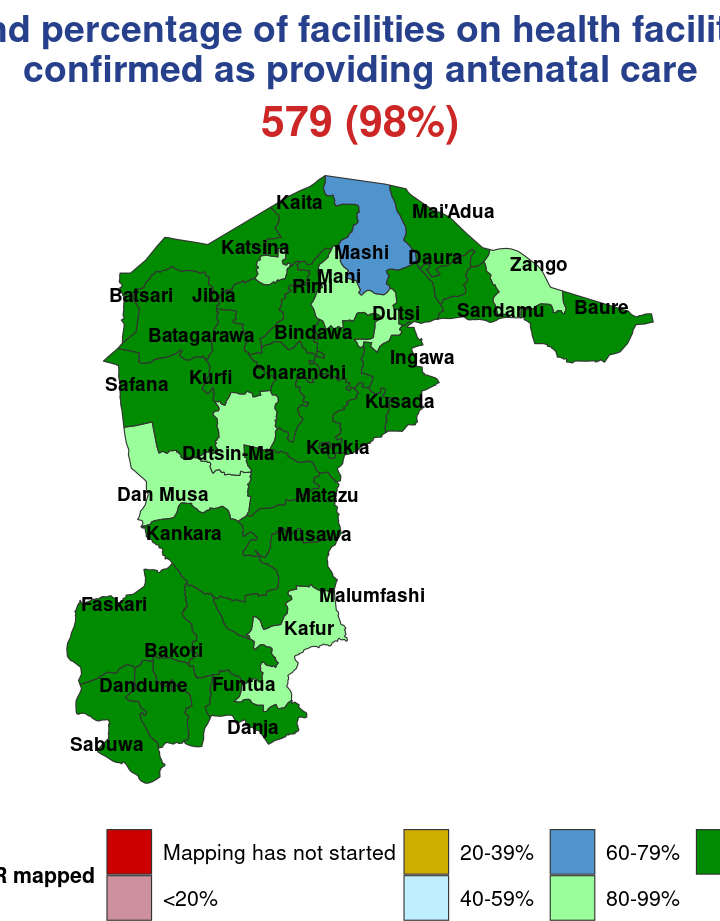 nd percentage of facilities on health facilit
confirmed as providing antenatal care
579 (98%)
Kaita
Mai'Adua
Katsina
Mashi
Daura
Zango
Mani
Rimi
Batsari
Jibia
Dutsi
Sandamu
Baure
Batagarawa
Bindawa
Ingawa
Safana
Kurfi
Charanchi
Kusada
Dutsin-Ma
Kankia
Dan Musa
Matazu
Kankara
Musawa
Faskari
Malumfashi
Kafur
Bakori
Dandume
Funtua
Danja
Sabuwa
R mapped
Mapping has not started
20-39%
60-79%
<20%
40-59%
80-99%